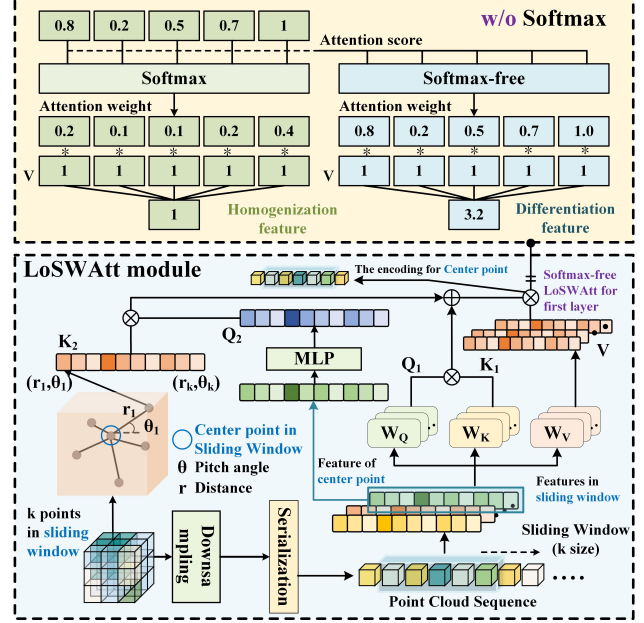 w/o Softmax
0.8 0.2 0.5 0.7 1
Attention score
Softmax
Softmax-free
Attention weight
Attention weight
0.2 0.1 0.1 0.2 0.4
0.8 0.2 0.5 0.7 1.0
* * * * *
* * * * *
V 1 1 1 1 1
1 1 1 1 1
1
Homogenization
feature
3.2
Differentiation
feature
LoSWAtt module
The encoding for Center point
Softmax-free
LoSWAtt for
first layer
K2
Q2
V
(r1,θ1)
(rk,θk)
MLP
Q1
K1
r1
θ1
Center point in
Sliding Window
θ Pitch angle
r Distance
WQ
WK
WV
Feature of
center point
Features in
sliding window
k points
in sliding
window
Downsa
mpling
Serialization
Sliding Window
(k size)
Point Cloud Sequence